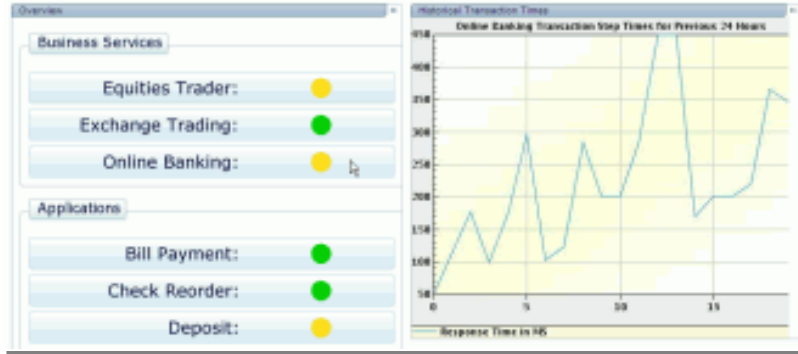 Overview
Business Services
Equities Trader:
Exchange Trading:
Online Banking:
Applications
Bill Payment:
Check Reorder:
Deposit:
Historical Transaction Times
Online Banking Transaction Step Times for Previous 24 Hours
450
400
350
300
250
200
150
100
50
0 5 10 15
Response Time in MS